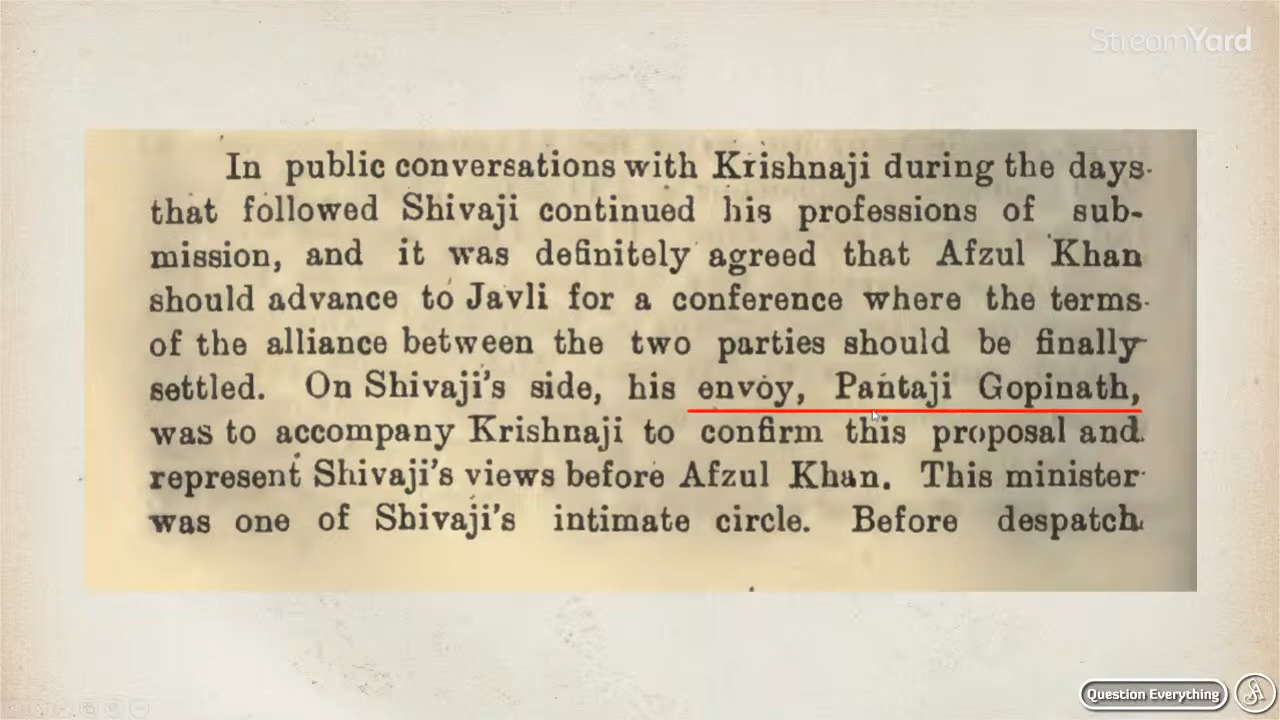 StreamYard
In public conversations with Krishnaji during the days
that followed Shivaji continued his professions of sub-
mission, and it was definitely agreed that Afzul Khan
should advance to Javli for a conference where the terms
of the alliance between the two parties should be finally
settled. On Shivaji's side, his envoy, Pantaji Gopinath,
was to accompany Krishnaji to confirm this proposal and
represent Shivaji's views before Afzul Khan. This minister
was one of Shivaji's intimate circle. Before despatch
Question Everything